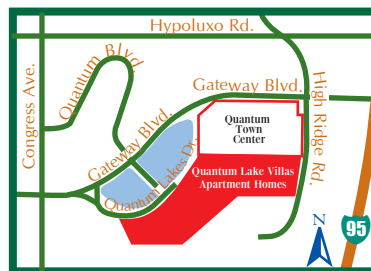 Hypoluxo Rd.
Quantum Blvd.
Congress Ave.
Gateway Blvd.
Gateway Blvd.
High Ridge Rd.
Quantum
Town
Center
Quantum Lakes Dr.
Quantum Lake Villas
Apartment Homes
N
95